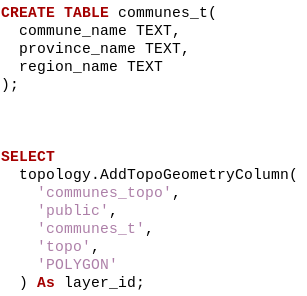 CREATE TABLE communes_t(
  commune_name TEXT,
  province_name TEXT,
  region_name TEXT
);

SELECT
  topology.AddTopoGeometryColumn(
    'communes_topo',
    'public',
    'communes_t',
    'topo',
    'POLYGON'
  ) As layer_id;